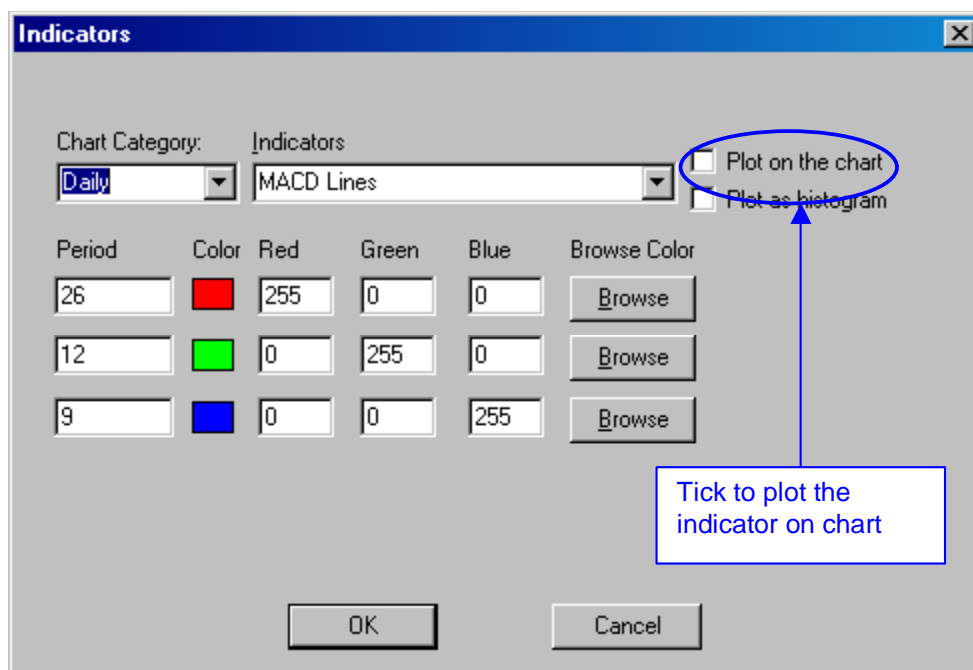 Indicators
Chart Category: Indicators
Daily MACD Lines
Plot on the chart
Plot as histogram
Period Color Red Green Blue Browse Color
26 255 0 0 Browse
12 0 255 0 Browse
9 0 0 255 Browse
Tick to plot the
indicator on chart
OK Cancel